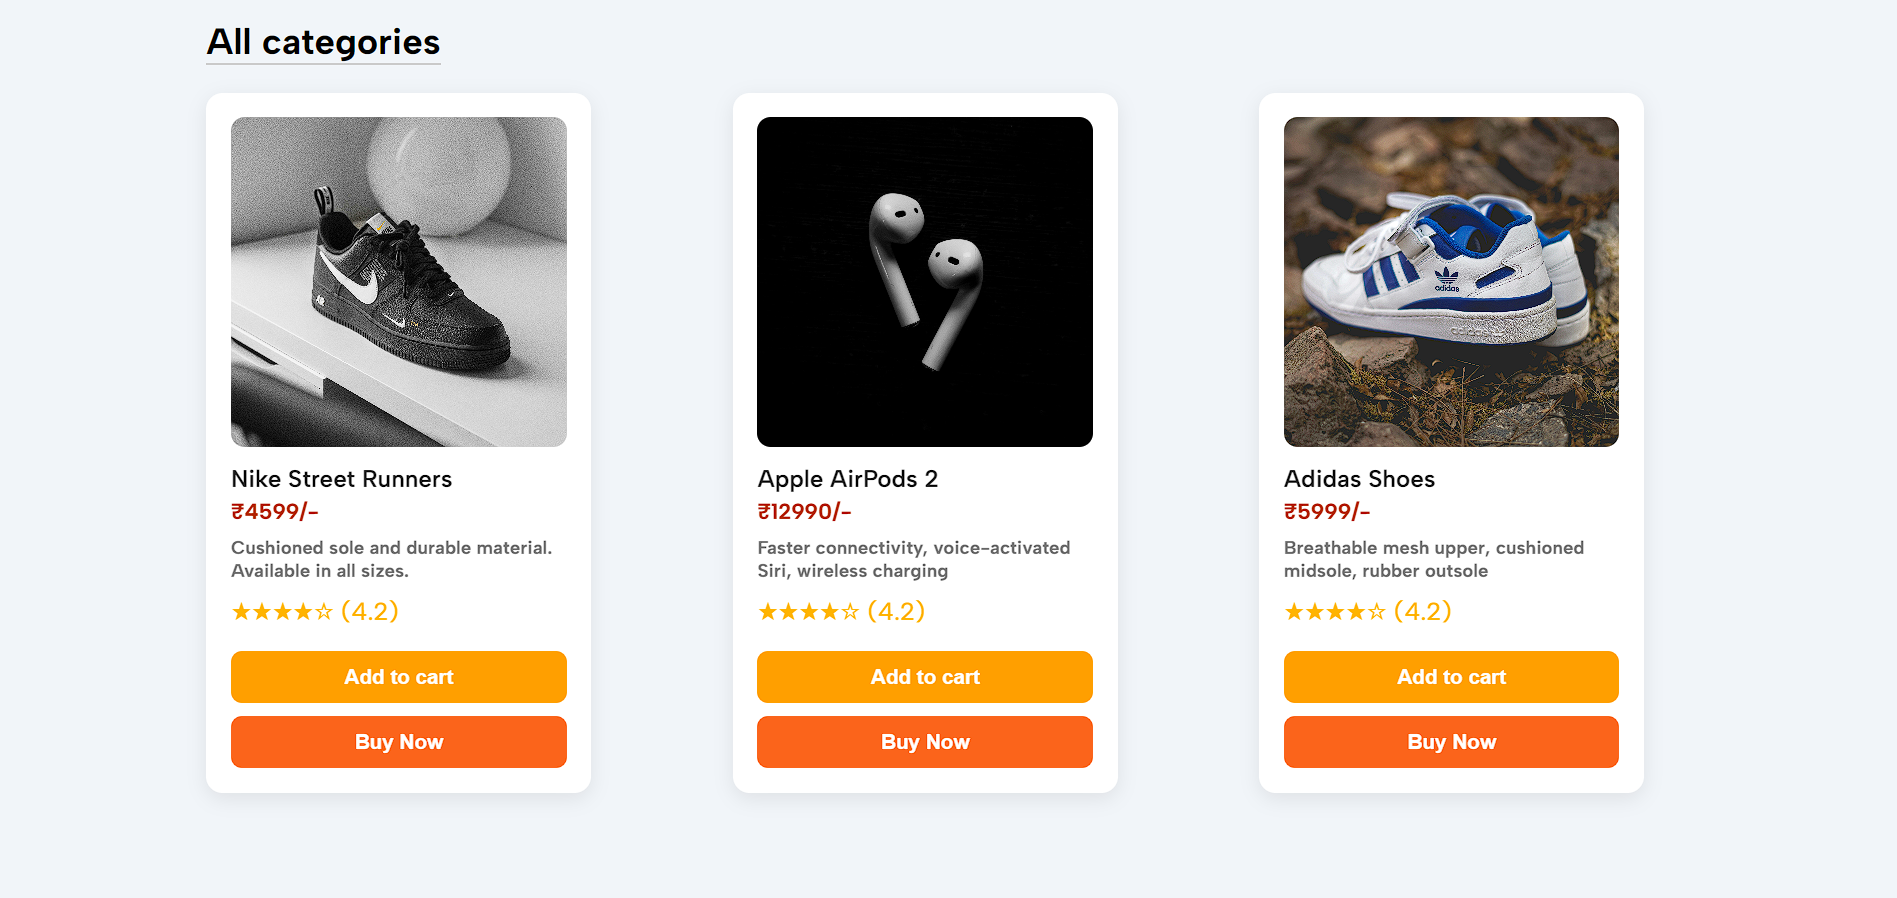 All categories
Nike Street Runners
₹4599/-
Cushioned sole and durable material.
Available in all sizes.
★★★★☆ (4.2)
Add to cart
Buy Now
Apple AirPods 2
₹12990/-
Faster connectivity, voice-activated
Siri, wireless charging
★★★★☆ (4.2)
Add to cart
Buy Now
adidas
adidas
Adidas Shoes
₹5999/-
Breathable mesh upper, cushioned
midsole, rubber outsole
★★★★☆ (4.2)
Add to cart
Buy Now